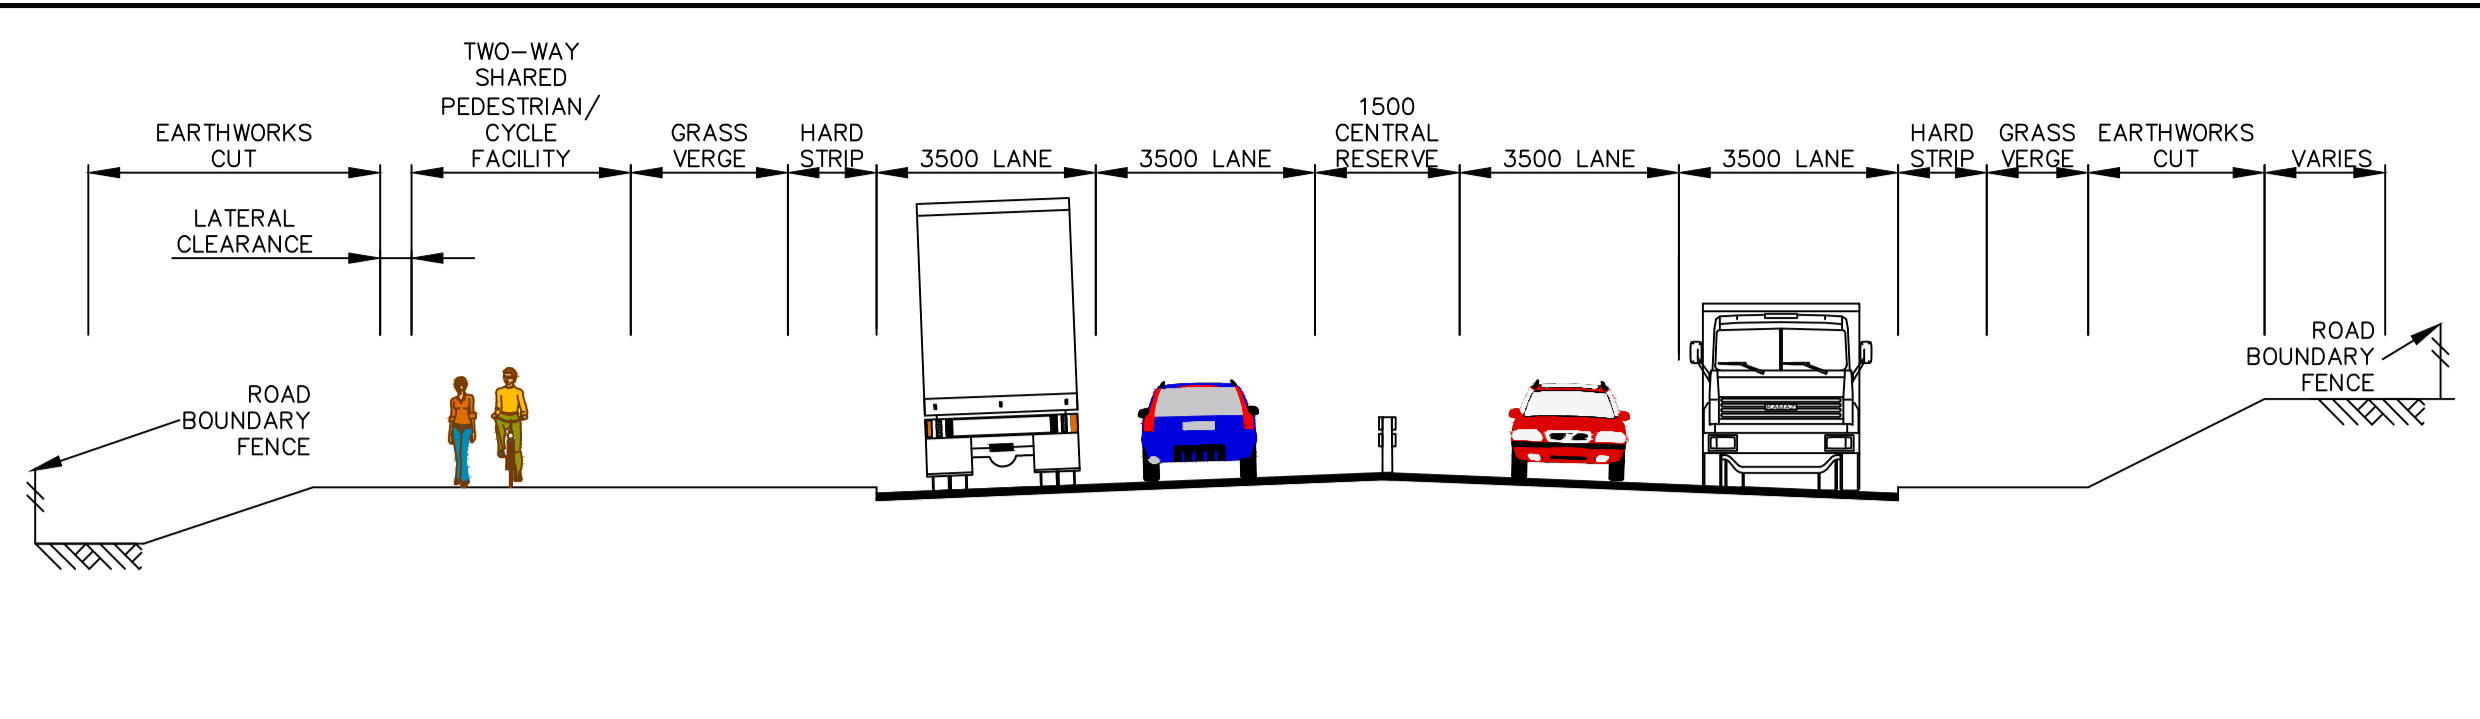 TWO-WAY
SHARED
PEDESTRIAN/
CYCLE
FACILITY
EARTHWORKS
CUT
GRASS
VERGE
HARD
STRIP
3500 LANE
3500 LANE
1500
CENTRAL
RESERVE
3500 LANE
3500 LANE
HARD
STRIP
GRASS
VERGE
EARTHWORKS
CUT
VARIES
LATERAL
CLEARANCE
ROAD
BOUNDARY
FENCE
ROAD
BOUNDARY
FENCE
KAMAZ